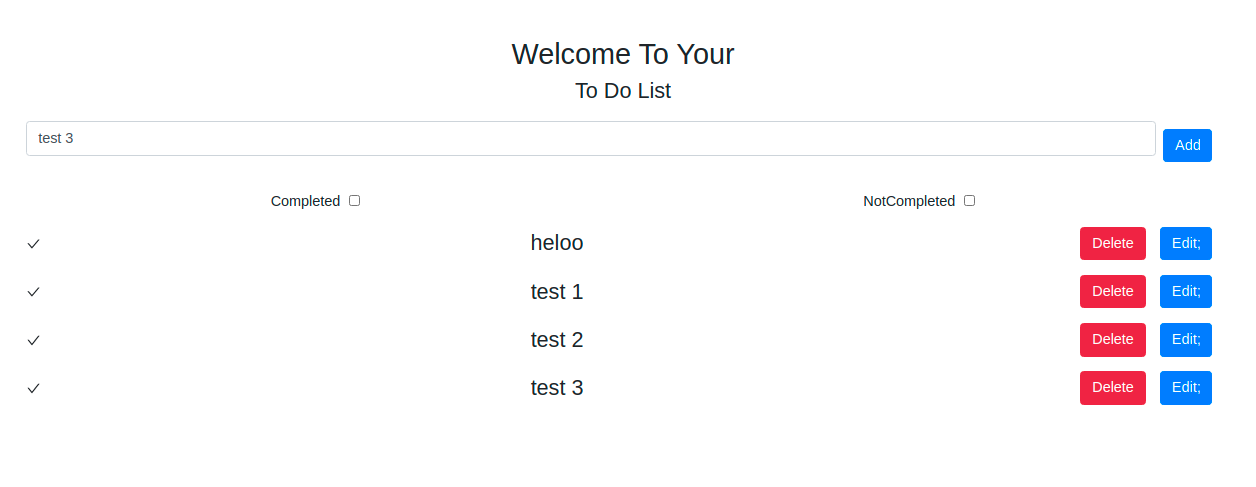 Welcome To Your
To Do List
test 3
Add
Completed
NotCompleted
heloo
Delete
Edit;
test 1
Delete
Edit;
test 2
Delete
Edit;
test 3
Delete
Edit;